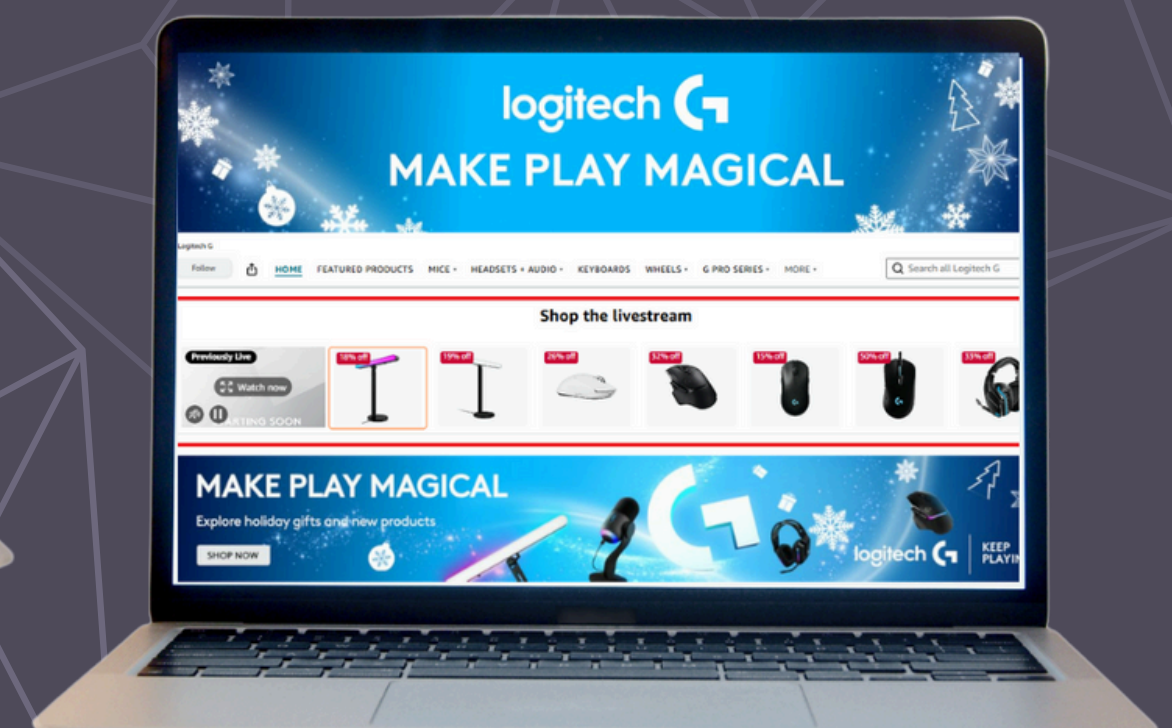 logitech G
MAKE PLAY MAGICAL
Logitech G
Follow
HOME FEATURED PRODUCTS MICE HEADSETS + AUDIO KEYBOARDS WHEELS G PRO SERIES MORE
Search all Logitech G
Shop the livestream
Previously Live
Watch now
ARTING SOON
18% off
19% off
26% off
32% off
15% off
50% off
33% off
MAKE PLAY MAGICAL
Explore holiday gifts and new products
SHOP NOW
logitech G
KEEP
PLAYIN